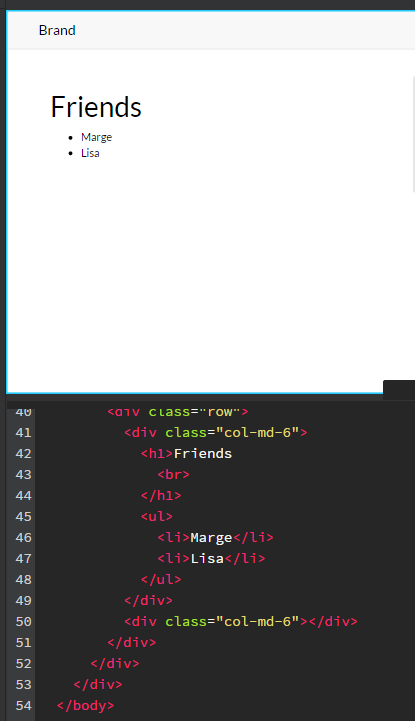 Brand
Friends
• Marge
• Lisa
40 <div class="row">
41 <div class="col-md-6">
42 <h1>Friends
43 <br>
44 </h1>
45 <ul>
46 <li>Marge</li>
47 <li>Lisa</li>
48 </ul>
49 </div>
50 <div class="col-md-6"></div>
51 </div>
52 </div>
53 </div>
54 </body>